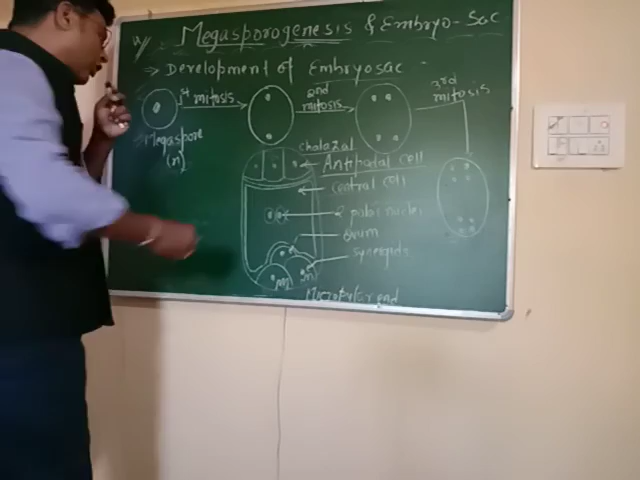 Megasporogenesis & Embryo-Sac
→ Development of Embryosac
1st mitosis
2nd mitosis
3rd mitosis
Megaspore
(n)
chalazal
Antipodal cell
central cell
2 polar nuclei
Ovum
synergids
end